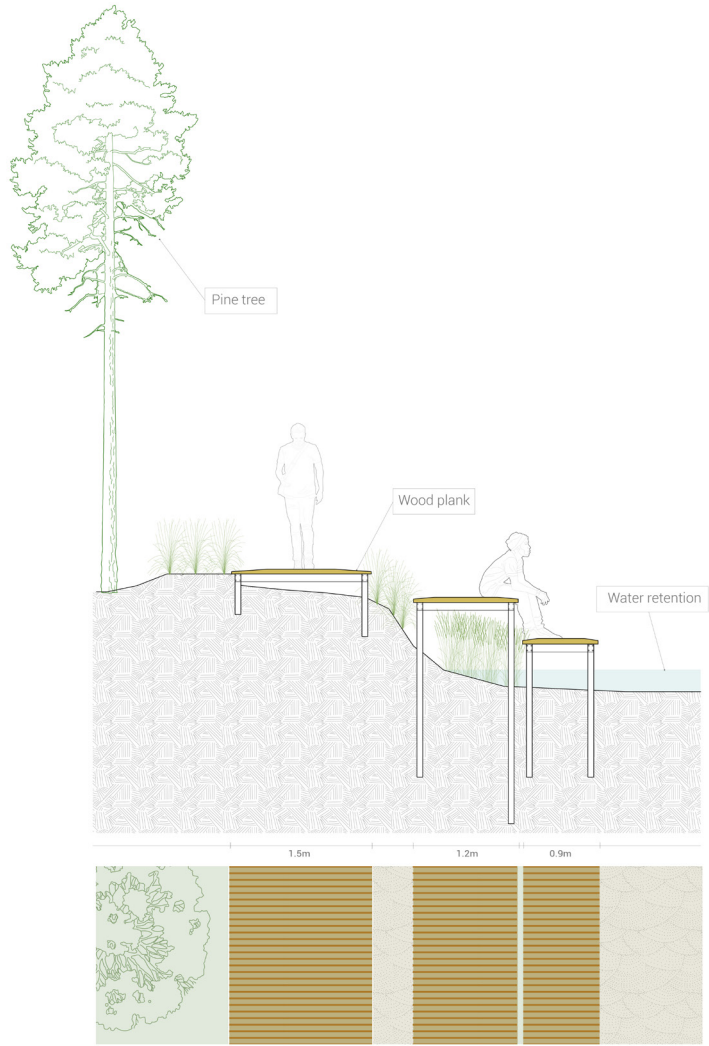 Pine tree
Wood plank
Water retention
1.5m
1.2m
0.9m